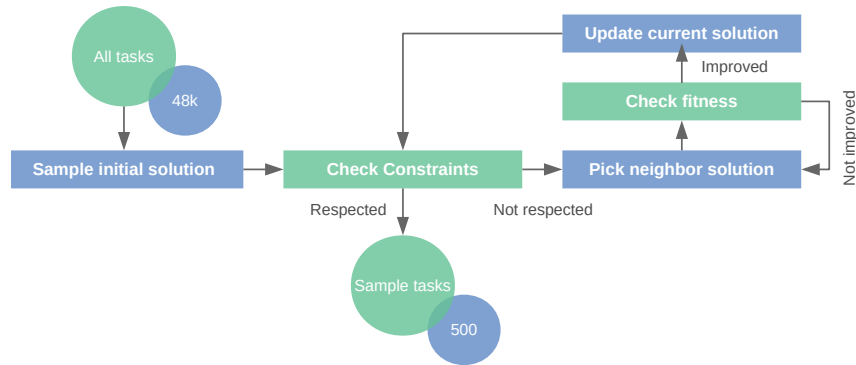 All tasks
48k
Update current solution
Improved
Check fitness
Not improved
Sample initial solution
Check Constraints
Pick neighbor solution
Respected
Not respected
Sample tasks
500